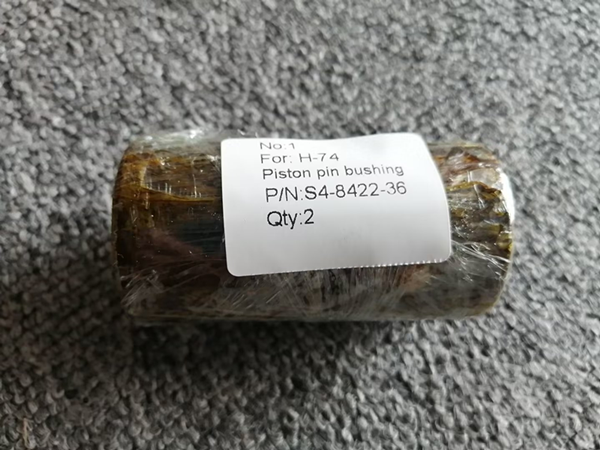 No:1
For: H-74
Piston pin bushing
P/N:S4-8422-36
Qty:2